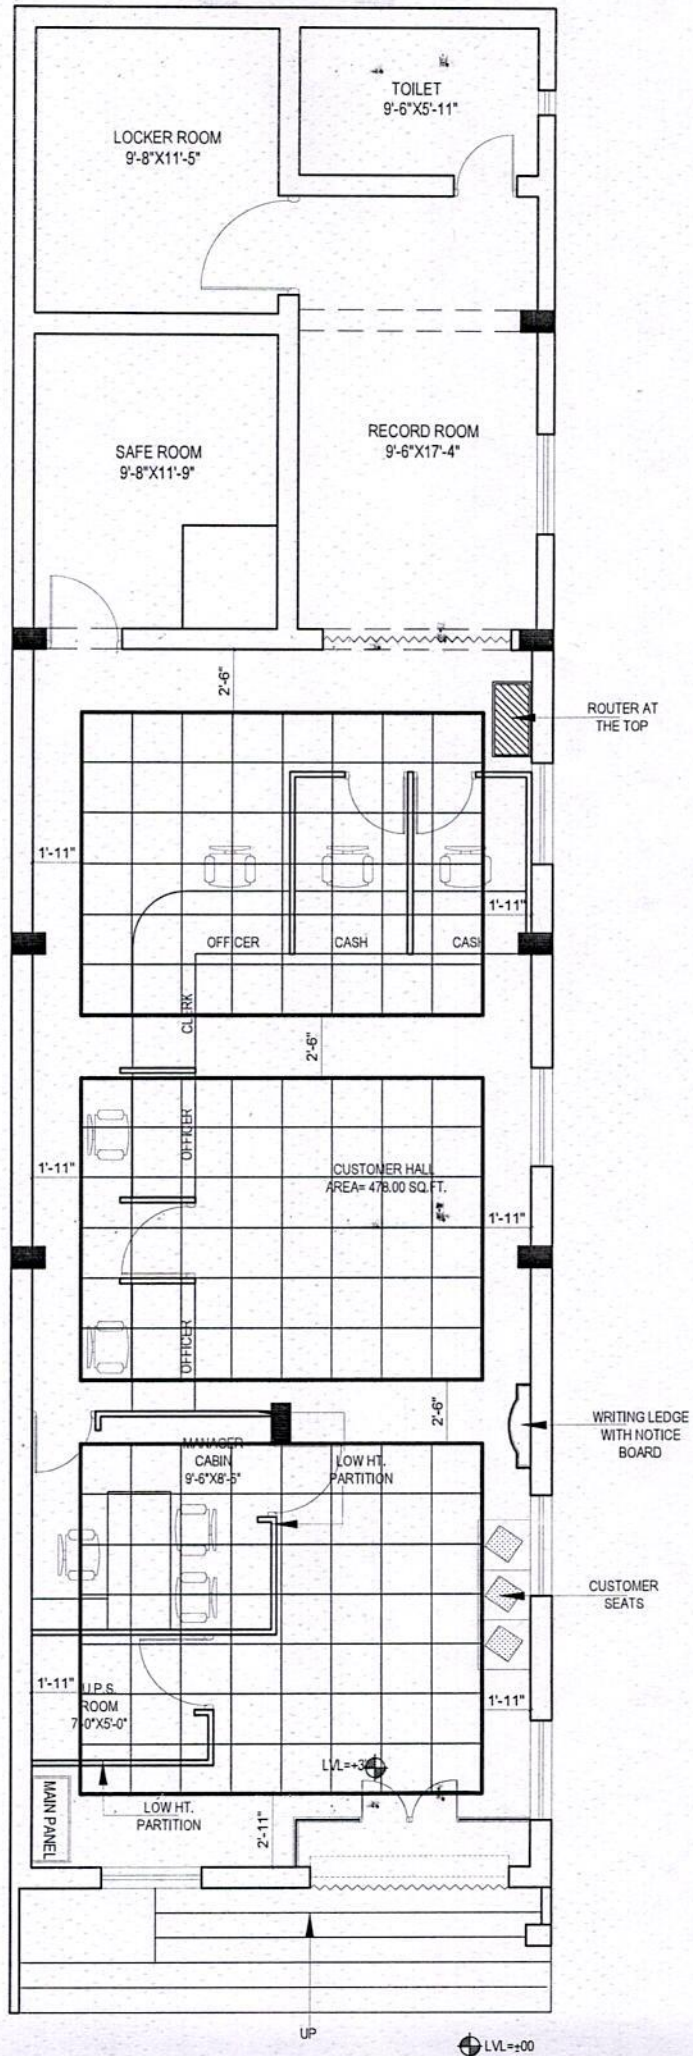 TOILET
9'-6"X5'-11"
LOCKER ROOM
9'-8"X11'-5"
RECORD ROOM
9'-6"X17'-4"
SAFE ROOM
9'-8"X11'-9"
2'-6"
ROUTER AT
THE TOP
1'-11"
1'-11"
OFFICER
CASH
CASH
CLERK
2'-6"
OFFICER
CUSTOMER HALL
AREA= 478.00 SQ.FT.
1'-11"
1'-11"
OFFICER
2'-6"
WRITING LEDGE
WITH NOTICE
BOARD
MANAGER
CABIN
9'-6"X8'-6"
LOW HT.
PARTITION
CUSTOMER
SEATS
1'-11"
U.P.S.
ROOM
7'-0"X5'-0"
1'-11"
LVL=+3'
MAIN PANEL
LOW HT.
PARTITION
2'-11"
UP
LVL=±00